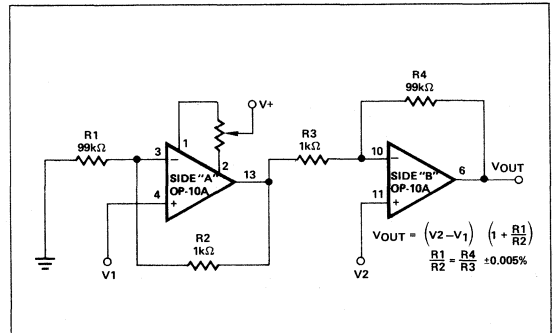 R4
99kΩ
V+
R1
99kΩ
R3
1kΩ
1
3
−
2
SIDE "A"
13
OP-10A
4
+
10
−
SIDE "B"
6
OP-10A
VOUT
11
+
R2
1kΩ
V1
V2
VOUT = (V2−V1) (1 + R1/R2)
R1/R2 = R4/R3 ±0.005%